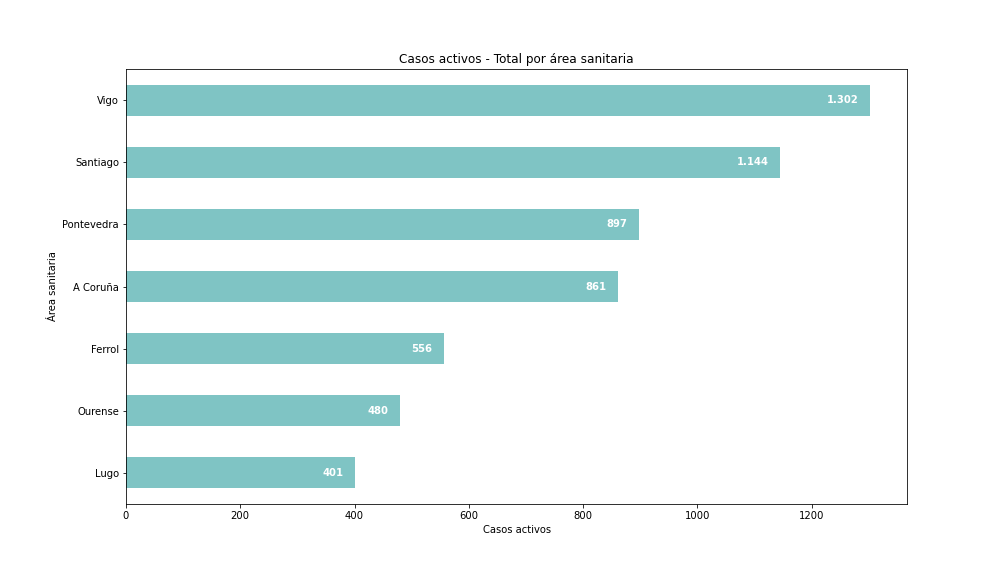 Casos activos - Total por área sanitaria
Vigo
1.302
Santiago
1.144
Pontevedra
897
A Coruña
861
Ferrol
556
Ourense
480
Lugo
401
Área sanitaria
0 200 400 600 800 1000 1200
Casos activos